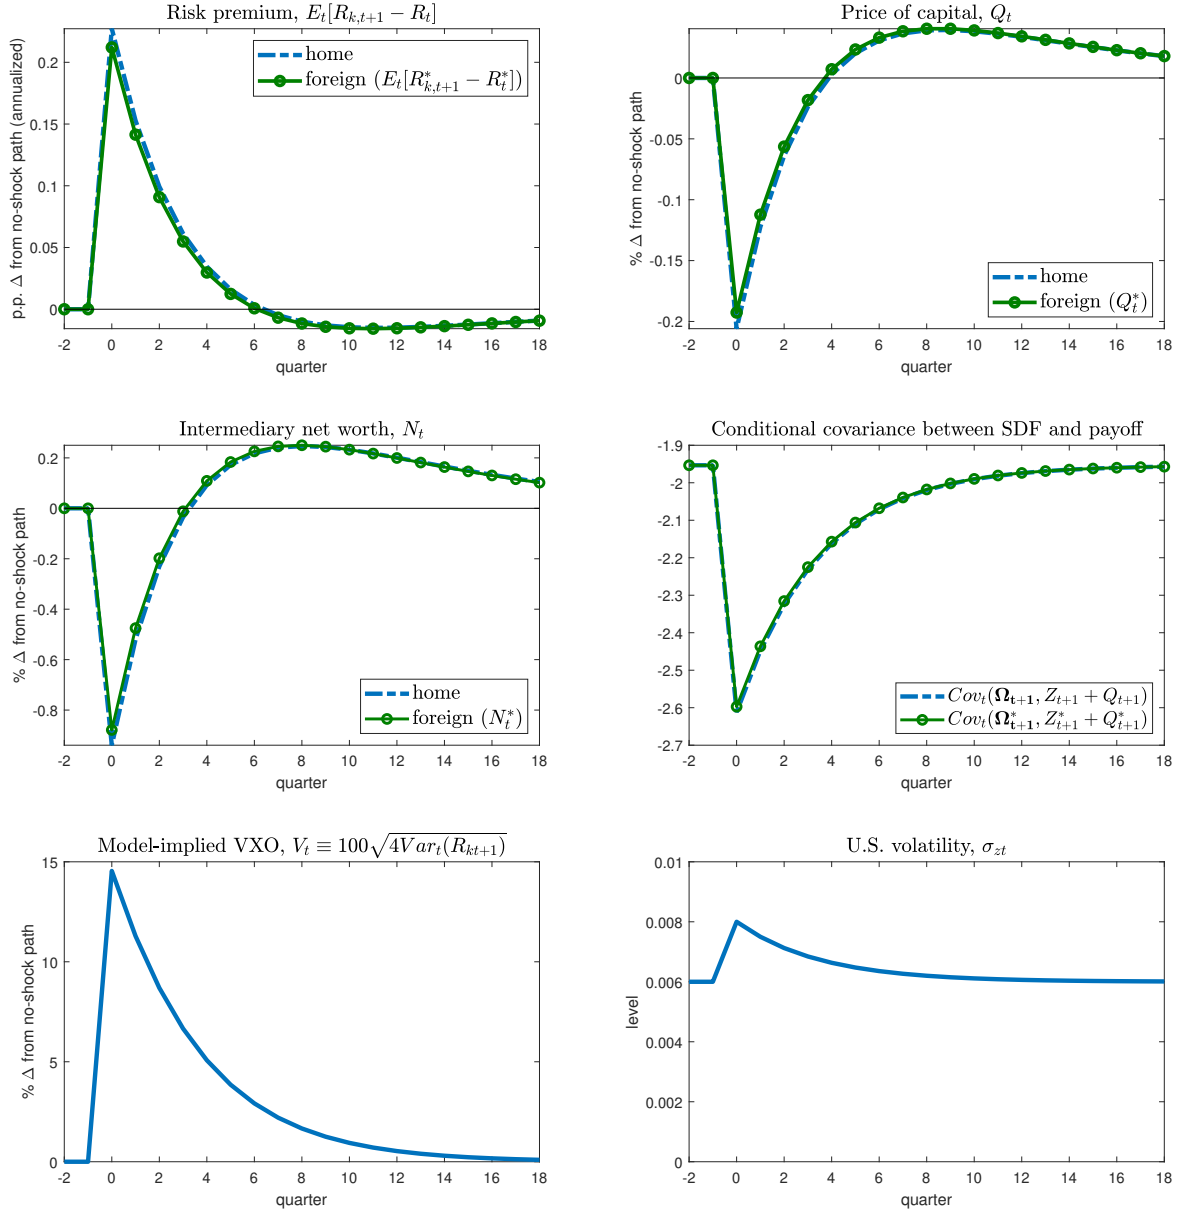 Risk premium, E_t[R_{k,t+1} − R_t]
p.p. Δ from no-shock path (annualized)
0.2
0.15
0.1
0.05
0
home
foreign (E_t[R*_{k,t+1} − R*_t])
-2 0 2 4 6 8 10 12 14 16 18
quarter
Price of capital, Q_t
% Δ from no-shock path
0
-0.05
-0.1
-0.15
-0.2
home
foreign (Q*_t)
-2 0 2 4 6 8 10 12 14 16 18
quarter
Intermediary net worth, N_t
% Δ from no-shock path
0.2
0
-0.2
-0.4
-0.6
-0.8
home
foreign (N*_t)
-2 0 2 4 6 8 10 12 14 16 18
quarter
Conditional covariance between SDF and payoff
-1.9
-2
-2.1
-2.2
-2.3
-2.4
-2.5
-2.6
-2.7
Cov_t(Ω_{t+1}, Z_{t+1} + Q_{t+1})
Cov_t(Ω*_{t+1}, Z*_{t+1} + Q*_{t+1})
-2 0 2 4 6 8 10 12 14 16 18
quarter
Model-implied VXO, V_t ≡ 100√(4Var_t(R_{kt+1}))
% Δ from no-shock path
15
10
5
0
-2 0 2 4 6 8 10 12 14 16 18
quarter
U.S. volatility, σ_{zt}
level
0.01
0.008
0.006
0.004
0.002
0
-2 0 2 4 6 8 10 12 14 16 18
quarter